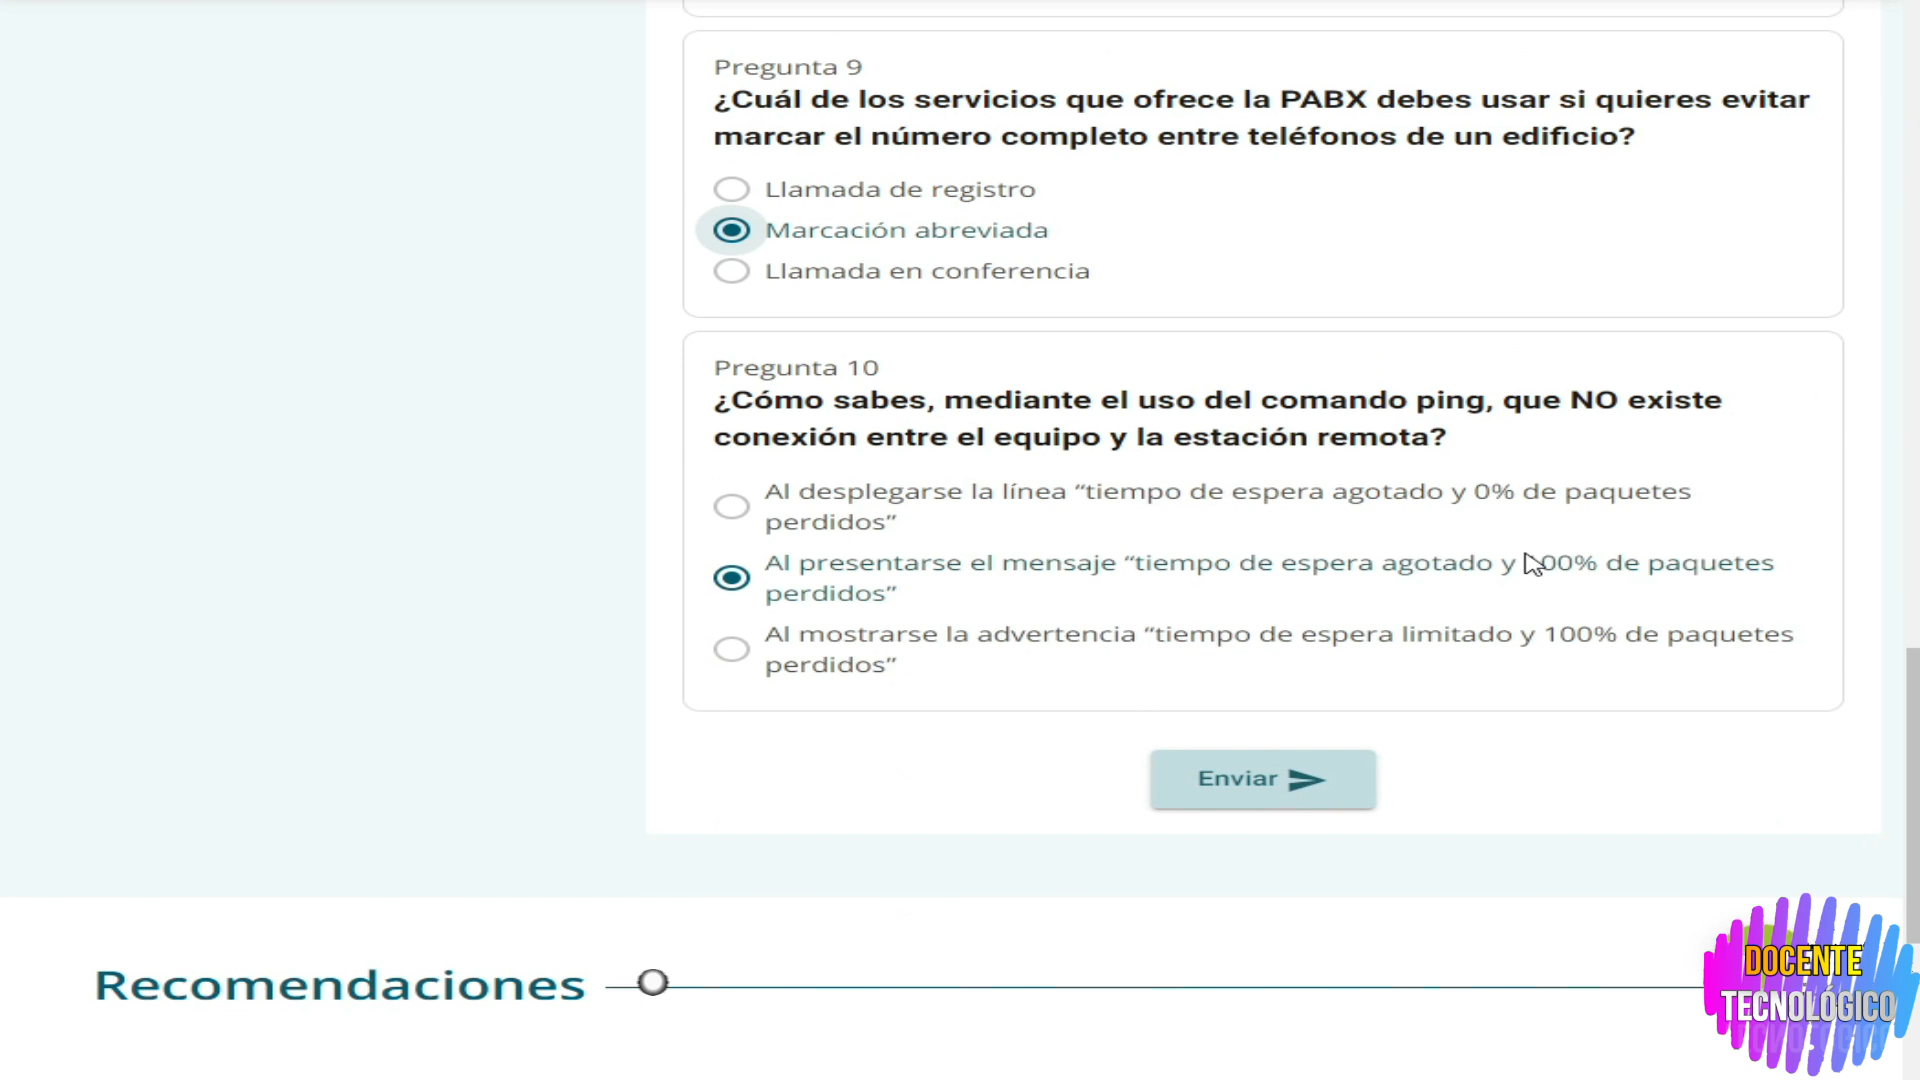 Pregunta 9
¿Cuál de los servicios que ofrece la PABX debes usar si quieres evitar
marcar el número completo entre teléfonos de un edificio?
Llamada de registro
Marcación abreviada
Llamada en conferencia
Pregunta 10
¿Cómo sabes, mediante el uso del comando ping, que NO existe
conexión entre el equipo y la estación remota?
Al desplegarse la línea “tiempo de espera agotado y 0% de paquetes
perdidos”
Al presentarse el mensaje “tiempo de espera agotado y 100% de paquetes
perdidos”
Al mostrarse la advertencia “tiempo de espera limitado y 100% de paquetes
perdidos”
Enviar
Recomendaciones
DOCENTE
TECNOLÓGICO